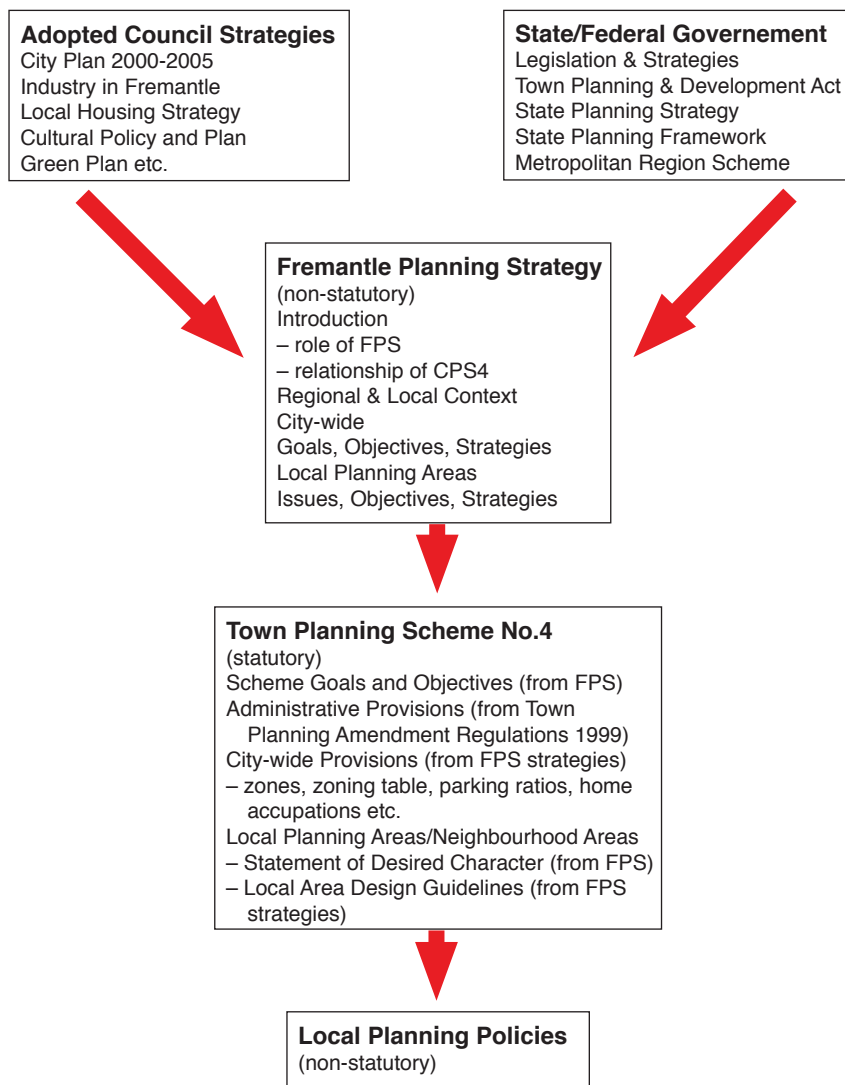 Adopted Council Strategies
City Plan 2000-2005
Industry in Fremantle
Local Housing Strategy
Cultural Policy and Plan
Green Plan etc.
State/Federal Governement
Legislation & Strategies
Town Planning & Development Act
State Planning Strategy
State Planning Framework
Metropolitan Region Scheme
Fremantle Planning Strategy
(non-statutory)
Introduction
– role of FPS
– relationship of CPS4
Regional & Local Context
City-wide
Goals, Objectives, Strategies
Local Planning Areas
Issues, Objectives, Strategies
Town Planning Scheme No.4
(statutory)
Scheme Goals and Objectives (from FPS)
Administrative Provisions (from Town
Planning Amendment Regulations 1999)
City-wide Provisions (from FPS strategies)
– zones, zoning table, parking ratios, home
accupations etc.
Local Planning Areas/Neighbourhood Areas
– Statement of Desired Character (from FPS)
– Local Area Design Guidelines (from FPS
strategies)
Local Planning Policies
(non-statutory)